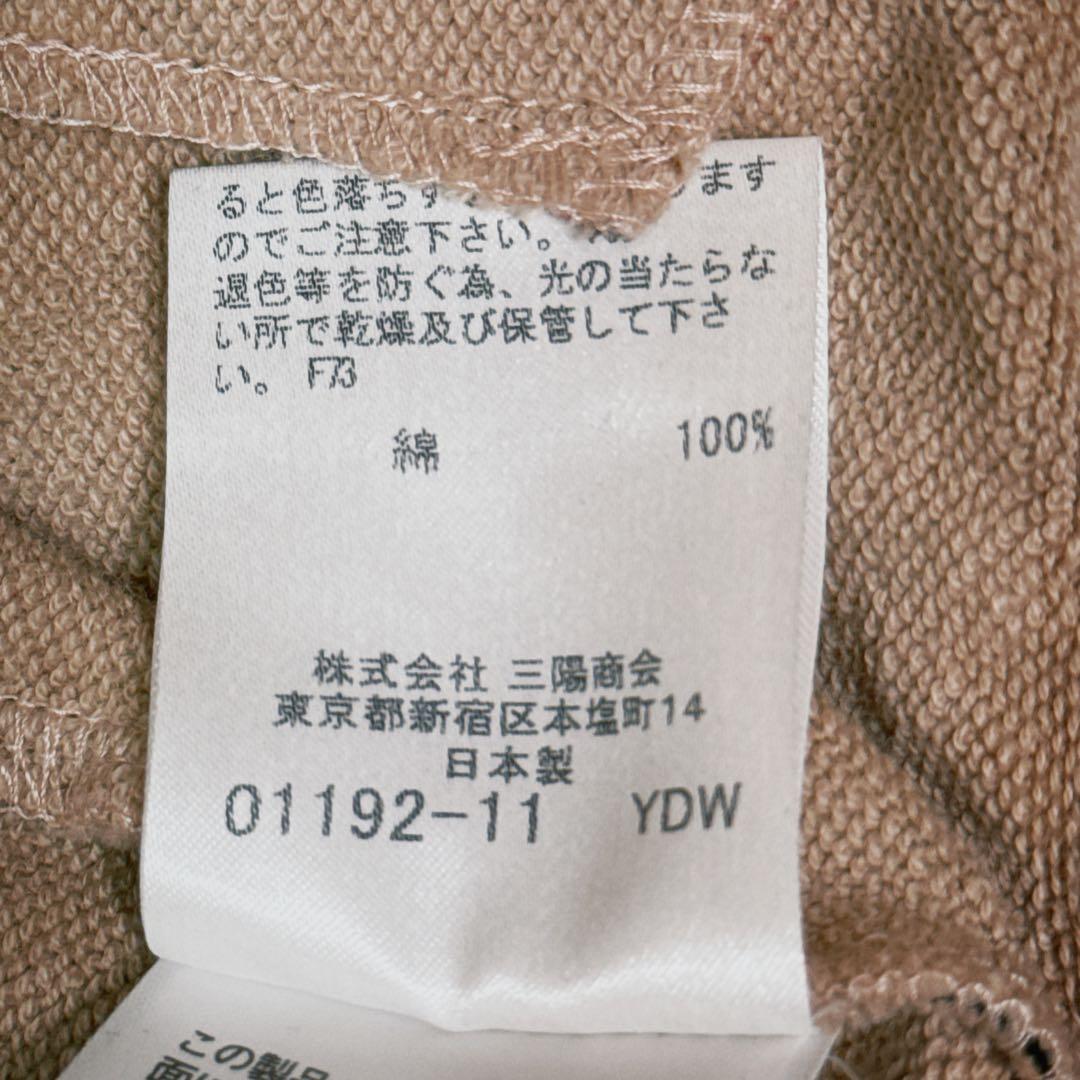 ると色落ちす ます
のでご注意下さい。
退色等を防ぐ為、光の当たらな
い所で乾燥及び保管して下さ
い。 F73
綿 100%
株式会社 三陽商会
東京都新宿区本塩町14
日本製
01192-11 YDW
この製品